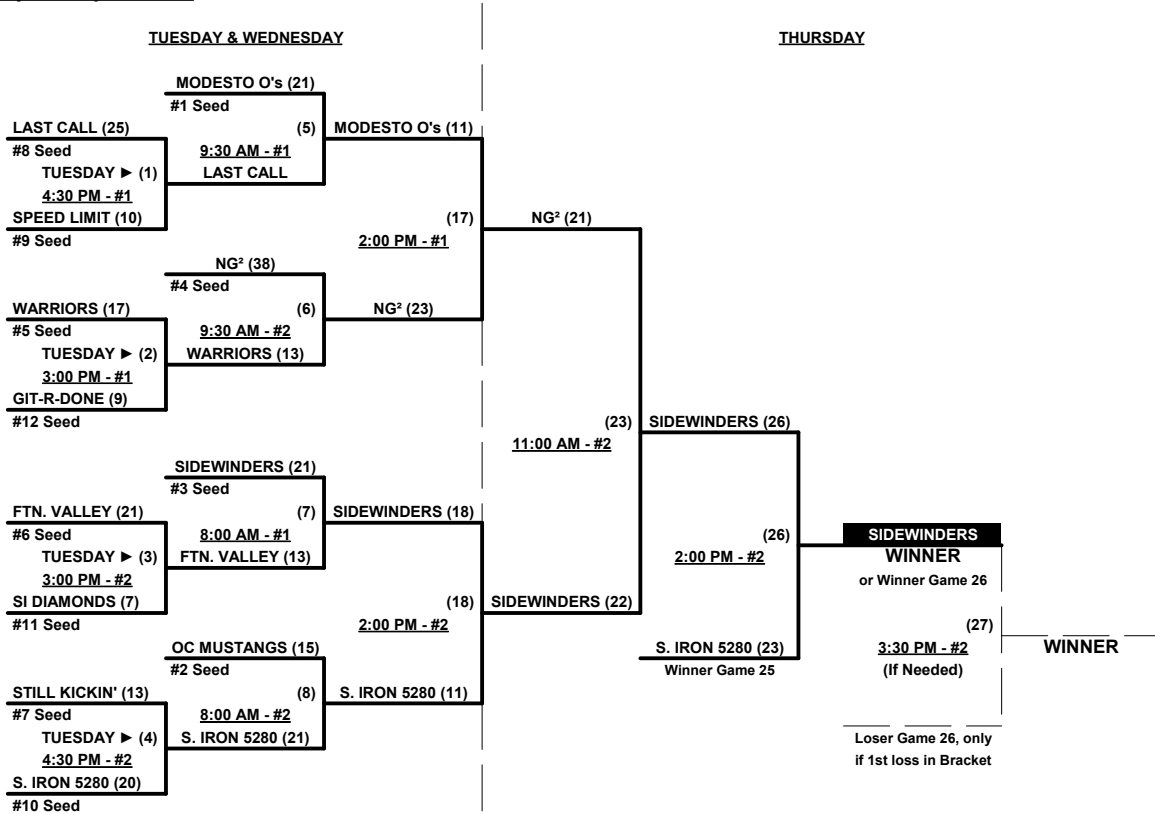 TUESDAY & WEDNESDAY
THURSDAY
MODESTO O's (21)
#1 Seed
LAST CALL (25)
(5)
MODESTO O's (11)
#8 Seed
9:30 AM - #1
TUESDAY ► (1)
LAST CALL
4:30 PM - #1
SPEED LIMIT (10)
(17)
NG² (21)
#9 Seed
2:00 PM - #1
NG² (38)
#4 Seed
WARRIORS (17)
(6)
NG² (23)
#5 Seed
9:30 AM - #2
TUESDAY ► (2)
WARRIORS (13)
3:00 PM - #1
GIT-R-DONE (9)
#12 Seed
(23)
SIDEWINDERS (26)
11:00 AM - #2
SIDEWINDERS (21)
#3 Seed
FTN. VALLEY (21)
(7)
SIDEWINDERS (18)
#6 Seed
8:00 AM - #1
(26)
SIDEWINDERS
TUESDAY ► (3)
FTN. VALLEY (13)
2:00 PM - #2
WINNER
3:00 PM - #2
or Winner Game 26
SI DIAMONDS (7)
(18)
SIDEWINDERS (22)
#11 Seed
2:00 PM - #2
(27)
OC MUSTANGS (15)
S. IRON 5280 (23)
3:30 PM - #2
WINNER
#2 Seed
Winner Game 25
(If Needed)
STILL KICKIN' (13)
(8)
S. IRON 5280 (11)
#7 Seed
8:00 AM - #2
TUESDAY ► (4)
S. IRON 5280 (21)
Loser Game 26, only
4:30 PM - #2
if 1st loss in Bracket
S. IRON 5280 (20)
#10 Seed